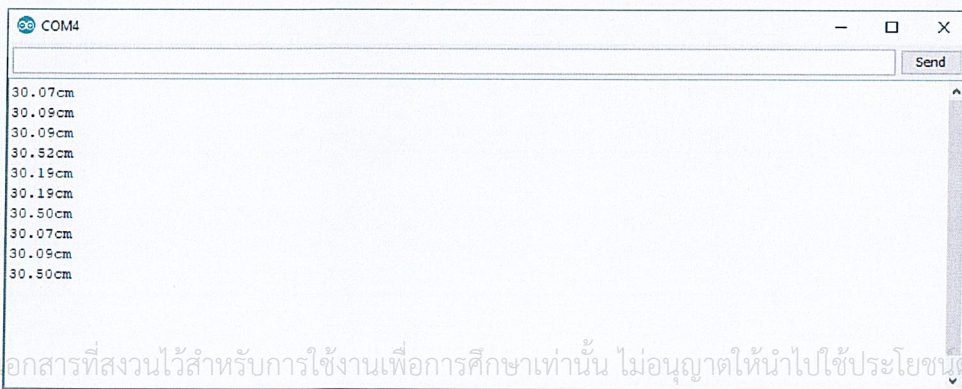 COM4
Send
30.07cm
30.09cm
30.09cm
30.52cm
30.19cm
30.19cm
30.50cm
30.07cm
30.09cm
30.50cm
อกสารที่สงวนไว้สำหรับการใช้งานเพื่อการศึกษาเท่านั้น ไม่อนุญาตให้นำไปใช้ประโยชน์